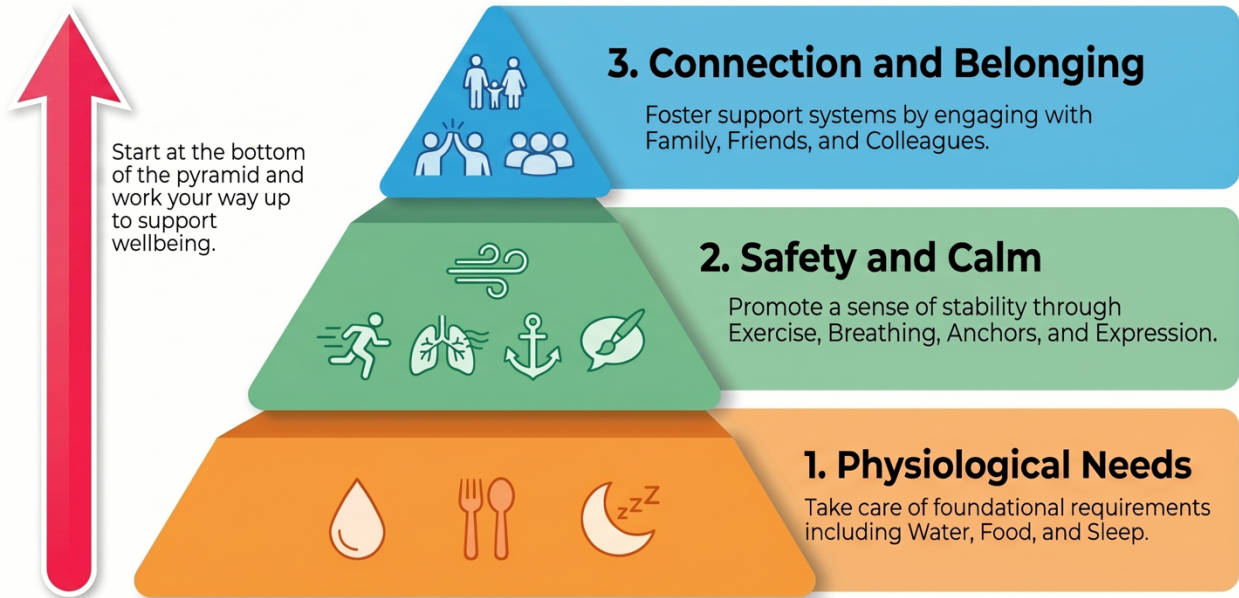 3. Connection and Belonging
Foster support systems by engaging with
Family, Friends, and Colleagues.
Start at the bottom
of the pyramid and
work your way up
to support
wellbeing.
2. Safety and Calm
Promote a sense of stability through
Exercise, Breathing, Anchors, and Expression.
1. Physiological Needs
Take care of foundational requirements
including Water, Food, and Sleep.
zzZ